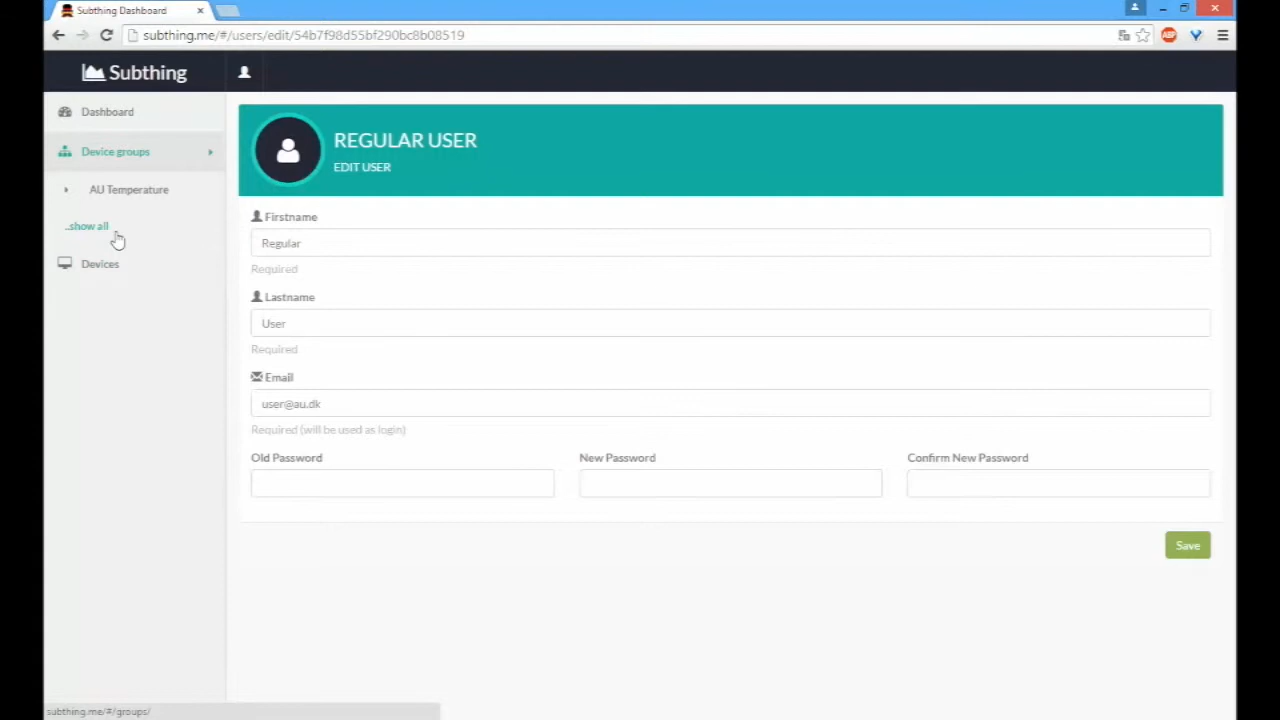 Subthing Dashboard
subthing.me/#/users/edit/54b7f98d55bf290bc8b08519
ABP
Subthing
Dashboard
Device groups
AU Temperature
..show all
Devices
REGULAR USER
EDIT USER
Firstname
Regular
Required
Lastname
User
Required
Email
user@au.dk
Required (will be used as login)
Old Password New Password Confirm New Password
Save
subthing.me/#/groups/